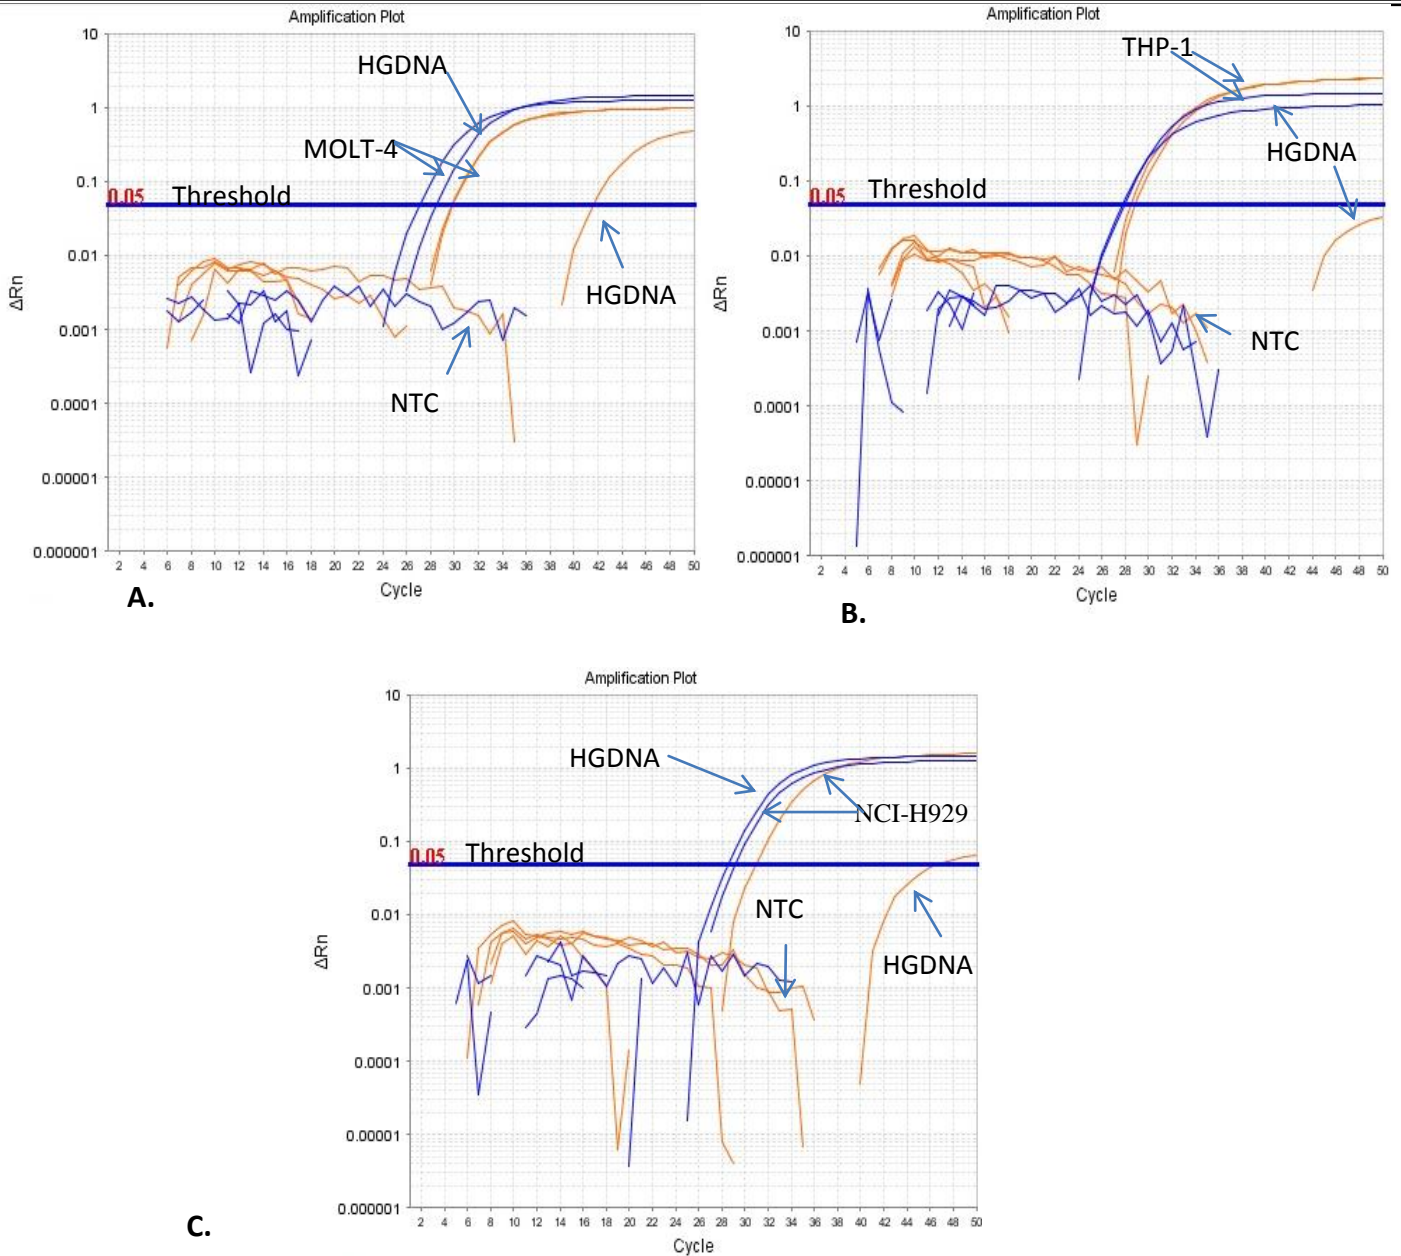 Amplification Plot
10
HGDNA
1
MOLT-4
0.1
0.05 Threshold
0.01
HGDNA
ΔRn
0.001
NTC
0.0001
0.00001
0.000001
2 4 6 8 10 12 14 16 18 20 22 24 26 28 30 32 34 36 38 40 42 44 46 48 50
Cycle
A.
Amplification Plot
10
THP-1
1
HGDNA
0.1
0.05 Threshold
0.01
ΔRn
0.001
NTC
0.0001
0.00001
0.000001
2 4 6 8 10 12 14 16 18 20 22 24 26 28 30 32 34 36 38 40 42 44 46 48 50
Cycle
B.
Amplification Plot
10
HGDNA
1
NCI-H929
0.1
0.05 Threshold
NTC
0.01
ΔRn
HGDNA
0.001
0.0001
0.00001
0.000001
2 4 6 8 10 12 14 16 18 20 22 24 26 28 30 32 34 36 38 40 42 44 46 48 50
Cycle
C.